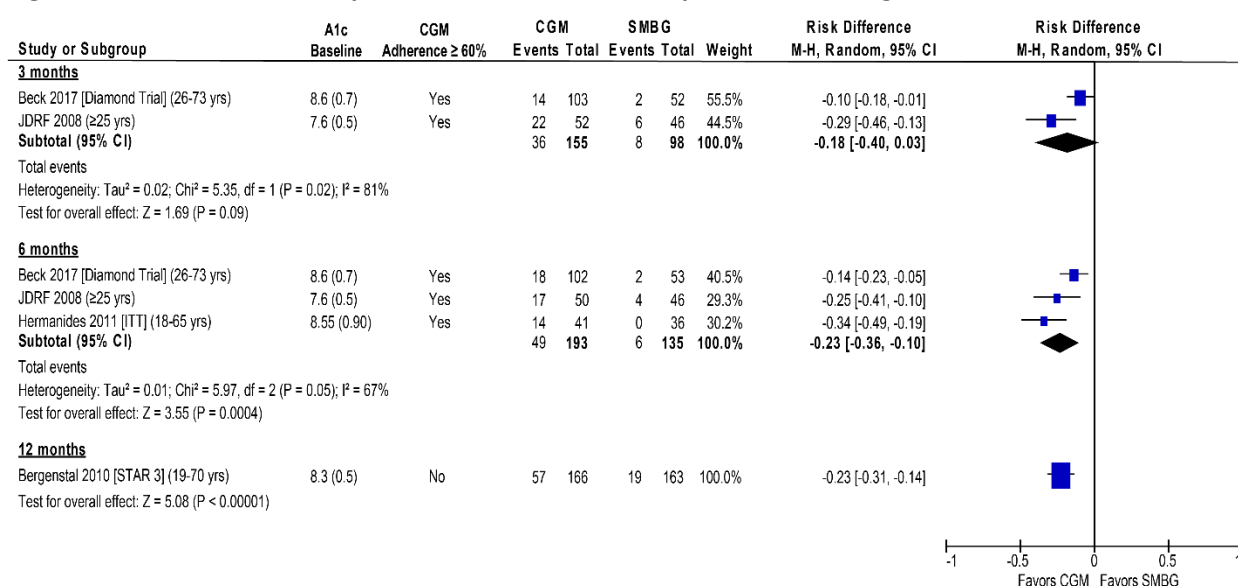 A1c CGM CGM SMBG Risk Difference Risk Difference
Study or Subgroup Baseline Adherence ≥ 60% Events Total Events Total Weight M-H, Random, 95% CI M-H, Random, 95% CI
3 months
Beck 2017 [Diamond Trial] (26-73 yrs) 8.6 (0.7) Yes 14 103 2 52 55.5% -0.10 [-0.18, -0.01]
JDRF 2008 (≥25 yrs) 7.6 (0.5) Yes 22 52 6 46 44.5% -0.29 [-0.46, -0.13]
Subtotal (95% CI) 36 155 8 98 100.0% -0.18 [-0.40, 0.03]
Total events
Heterogeneity: Tau² = 0.02; Chi² = 5.35, df = 1 (P = 0.02); I² = 81%
Test for overall effect: Z = 1.69 (P = 0.09)
6 months
Beck 2017 [Diamond Trial] (26-73 yrs) 8.6 (0.7) Yes 18 102 2 53 40.5% -0.14 [-0.23, -0.05]
JDRF 2008 (≥25 yrs) 7.6 (0.5) Yes 17 50 4 46 29.3% -0.25 [-0.41, -0.10]
Hermanides 2011 [ITT] (18-65 yrs) 8.55 (0.90) Yes 14 41 0 36 30.2% -0.34 [-0.49, -0.19]
Subtotal (95% CI) 49 193 6 135 100.0% -0.23 [-0.36, -0.10]
Total events
Heterogeneity: Tau² = 0.01; Chi² = 5.97, df = 2 (P = 0.05); I² = 67%
Test for overall effect: Z = 3.55 (P = 0.0004)
12 months
Bergenstal 2010 [STAR 3] (19-70 yrs) 8.3 (0.5) No 57 166 19 163 100.0% -0.23 [-0.31, -0.14]
Test for overall effect: Z = 5.08 (P < 0.00001)
-1 -0.5 0 0.5 1
Favors CGM Favors SMBG